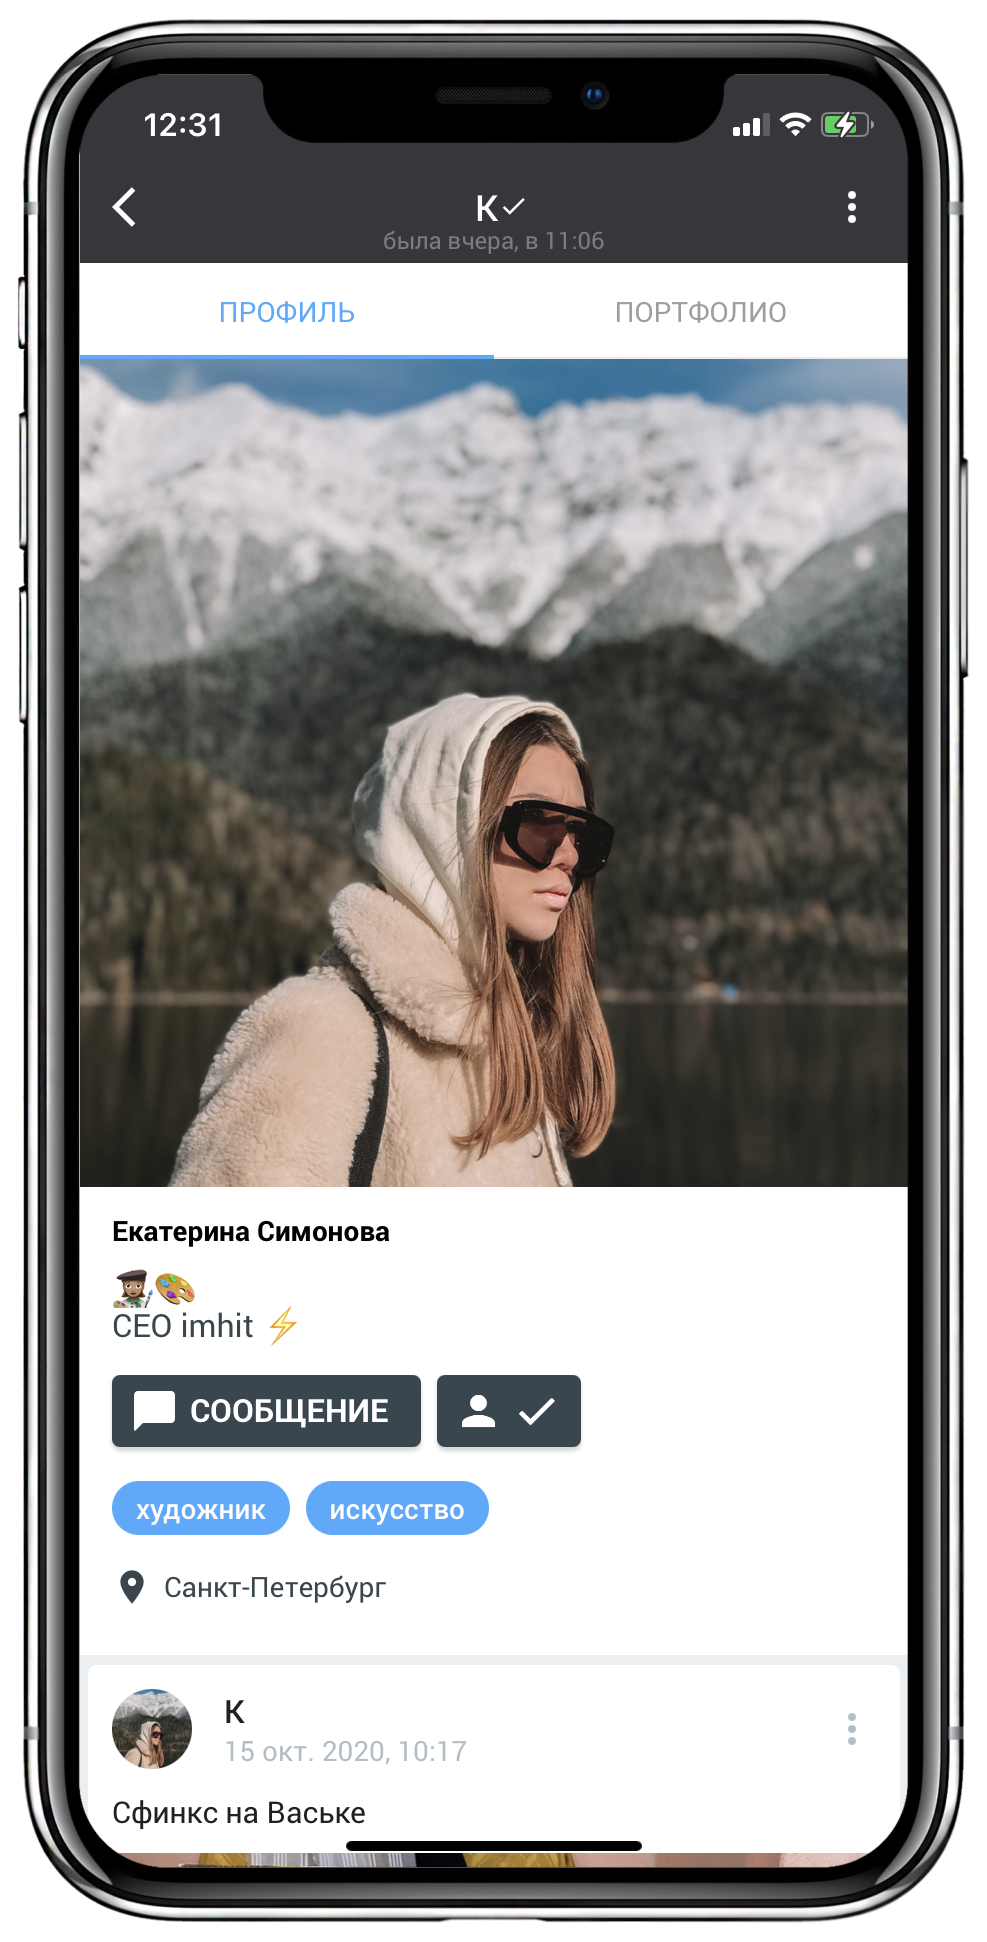 12:31
К
была вчера, в 11:06
ПРОФИЛЬ
ПОРТФОЛИО
Екатерина Симонова
CEO imhit
СООБЩЕНИЕ
художник
искусство
Санкт-Петербург
К
15 окт. 2020, 10:17
Сфинкс на Ваське